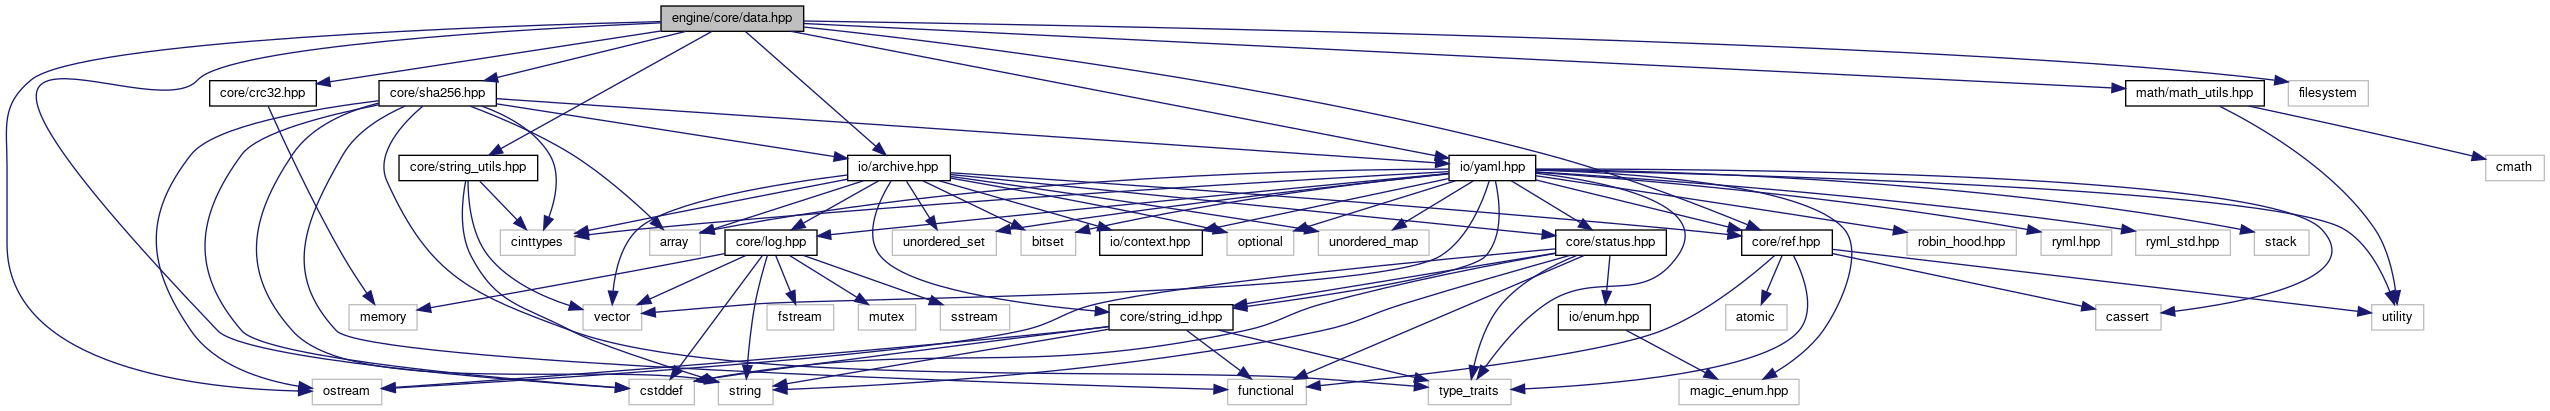 engine/core/data.hpp
core/crc32.hpp
core/sha256.hpp
math/math_utils.hpp
filesystem
core/string_utils.hpp
io/archive.hpp
io/yaml.hpp
cmath
cinttypes
array
core/log.hpp
unordered_set
bitset
io/context.hpp
optional
unordered_map
core/status.hpp
core/ref.hpp
robin_hood.hpp
ryml.hpp
ryml_std.hpp
stack
memory
vector
fstream
mutex
sstream
core/string_id.hpp
io/enum.hpp
atomic
cassert
utility
ostream
cstddef
string
functional
type_traits
magic_enum.hpp